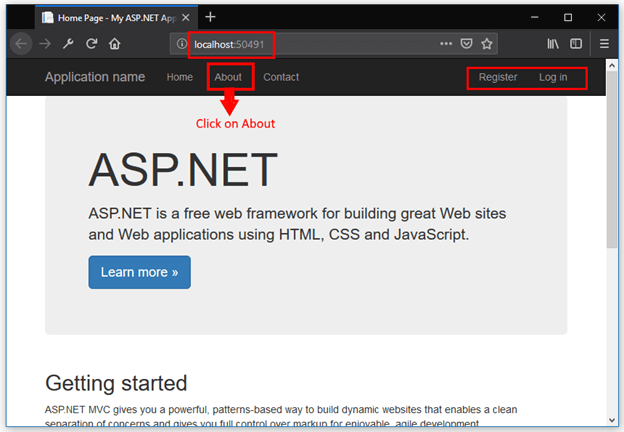 Home Page - My ASP.NET App
localhost:50491
Application name Home About Contact Register Log in
Click on About
ASP.NET
ASP.NET is a free web framework for building great Web sites
and Web applications using HTML, CSS and JavaScript.
Learn more »
Getting started
ASP.NET MVC gives you a powerful, patterns-based way to build dynamic websites that enables a clean
separation of concerns and gives you full control over markup for enjoyable, agile development.